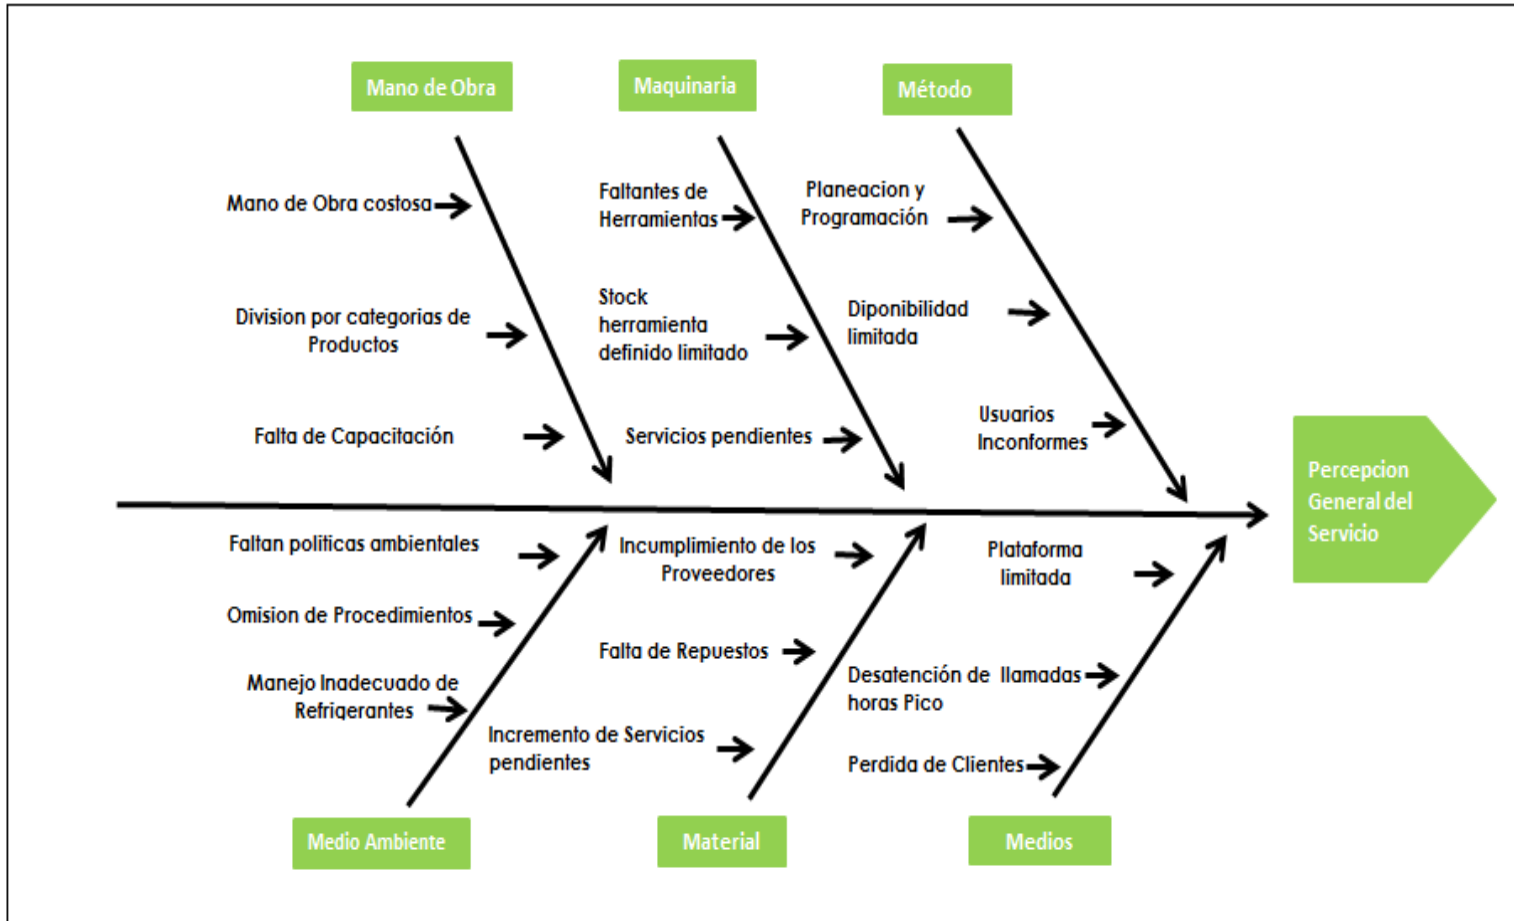 Mano de Obra
Maquinaria
Método
Mano de Obra costosa
Faltantes de
Herramientas
Planeacion y
Programación
Division por categorias de
Productos
Stock
herramienta
definido limitado
Diponibilidad
limitada
Falta de Capacitación
Servicios pendientes
Usuarios
Inconformes
Percepcion
General del
Servicio
Faltan politicas ambientales
Incumplimiento de los
Proveedores
Plataforma
limitada
Omision de Procedimientos
Falta de Repuestos
Desatención de llamadas
horas Pico
Manejo Inadecuado de
Refrigerantes
Incremento de Servicios
pendientes
Perdida de Clientes
Medio Ambiente
Material
Medios